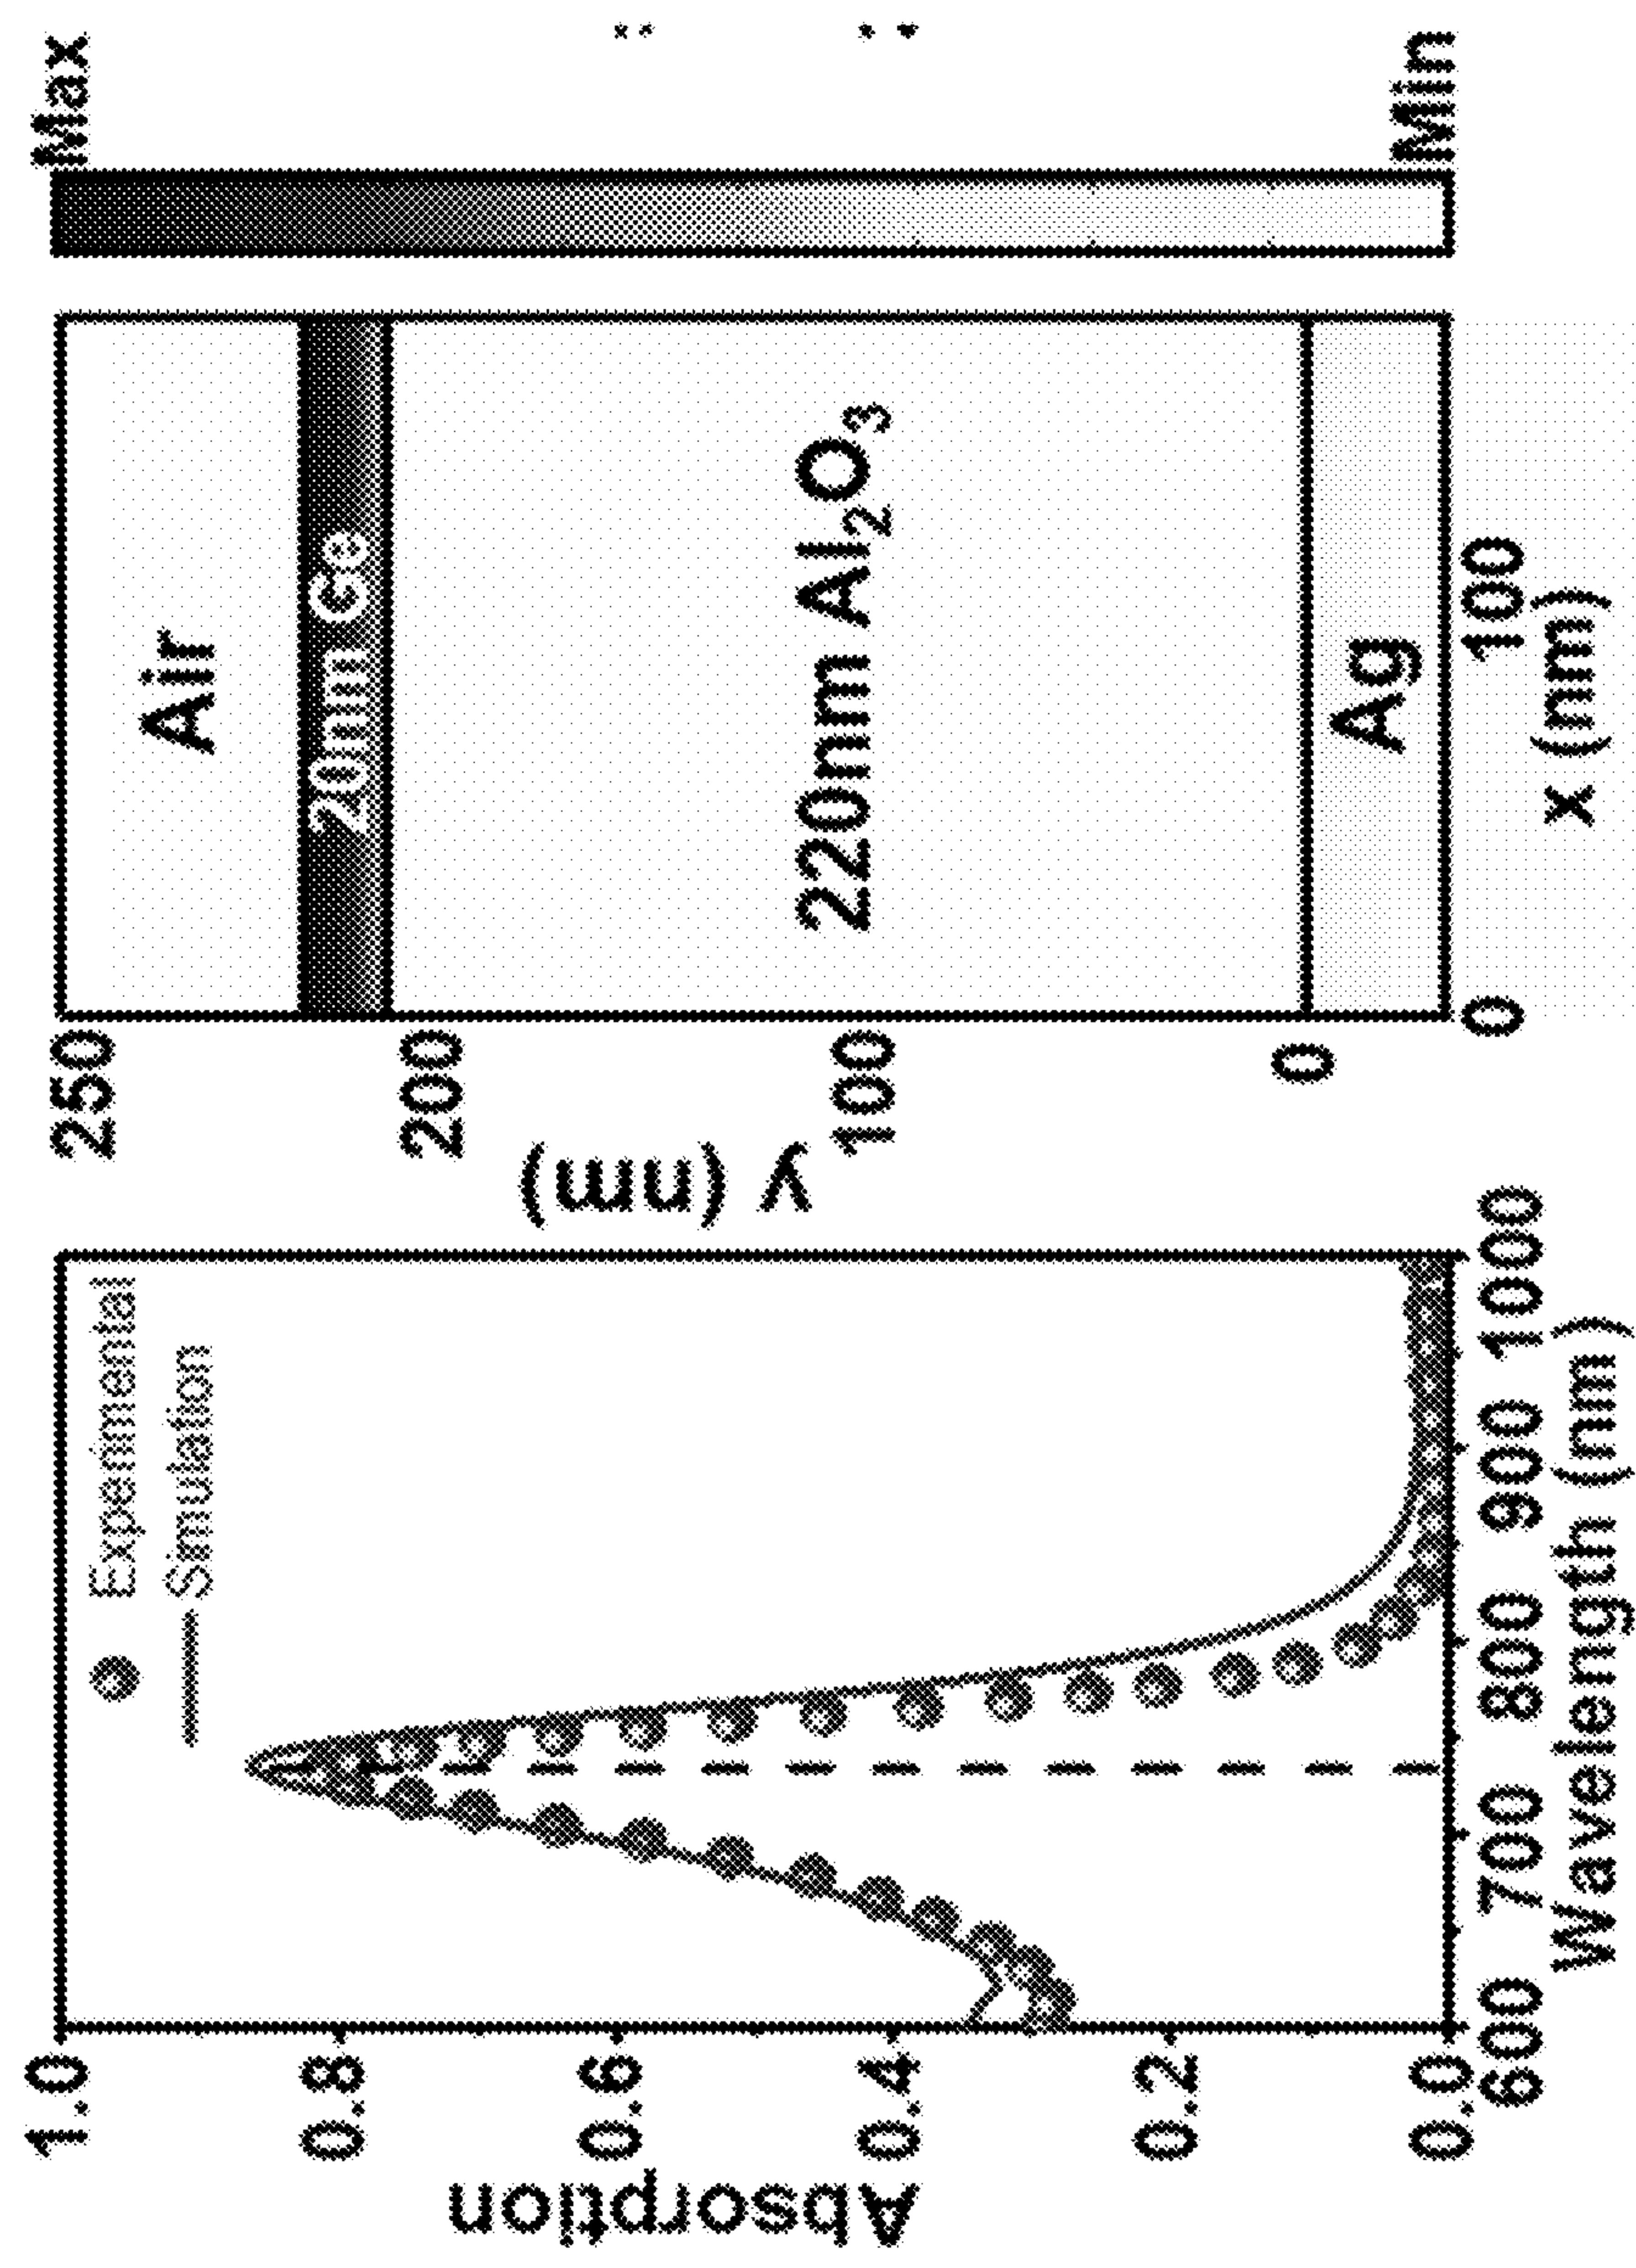 Absorption
1.0
0.8
0.6
0.4
0.2
0.0
Experimental
Simulation
600 700 800 900 1000
Wavelength (nm)
y (nm)
250
200
100
0
Air
20nm Ge
220nm Al₂O₃
Ag
0 100
x (nm)
Max
Min